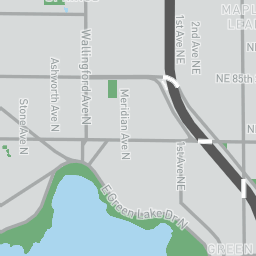 MAPL
LEA
1st Ave NE
2nd Ave NE
Wallingford Ave N
Ashworth Ave N
Meridian Ave N
Stone Ave N
NE 85th
1st Ave NE
E Green Lake Dr N
GREEN